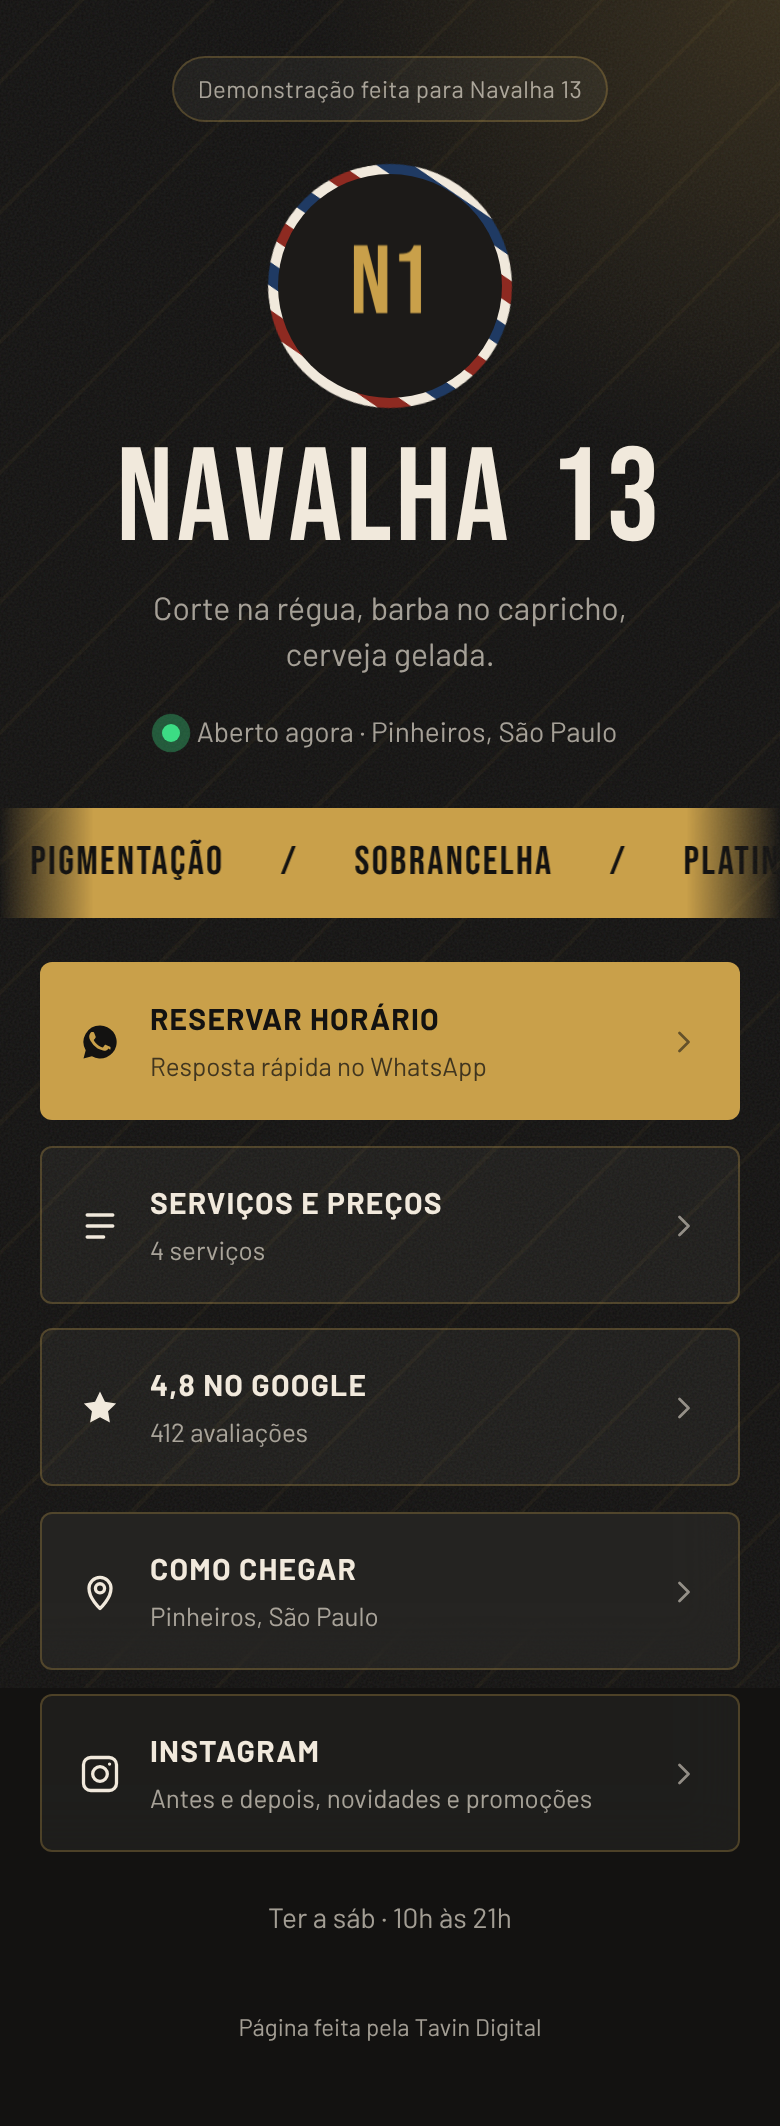 Demonstração feita para Navalha 13
N1
NAVALHA 13
Corte na régua, barba no capricho,
cerveja gelada.
Aberto agora · Pinheiros, São Paulo
PIGMENTAÇÃO / SOBRANCELHA / PLATIN
RESERVAR HORÁRIO
Resposta rápida no WhatsApp
SERVIÇOS E PREÇOS
4 serviços
4,8 NO GOOGLE
412 avaliações
COMO CHEGAR
Pinheiros, São Paulo
INSTAGRAM
Antes e depois, novidades e promoções
Ter a sáb · 10h às 21h
Página feita pela Tavin Digital